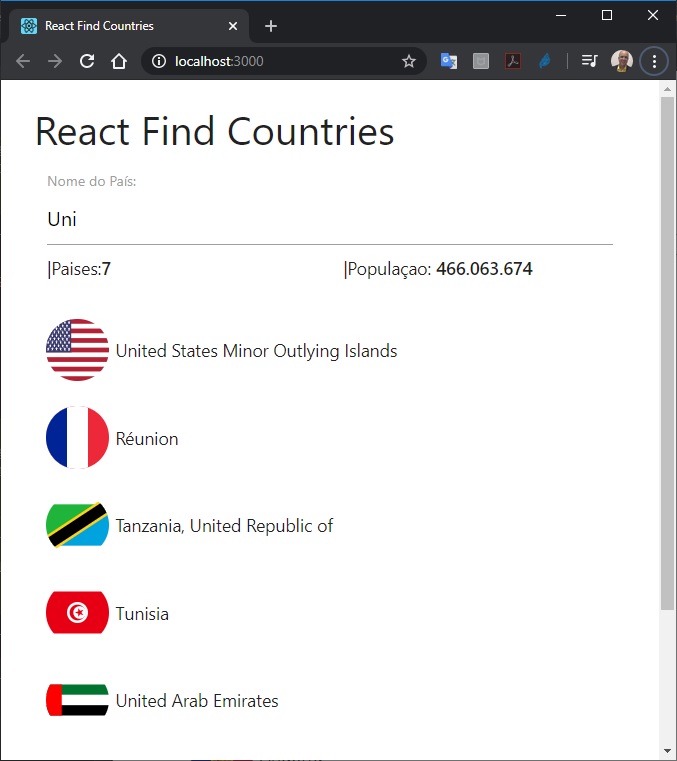 React Find Countries
localhost:3000
React Find Countries
Nome do País:
Uni
|Paises:7 |Populaçao: 466.063.674
United States Minor Outlying Islands
Réunion
Tanzania, United Republic of
Tunisia
United Arab Emirates